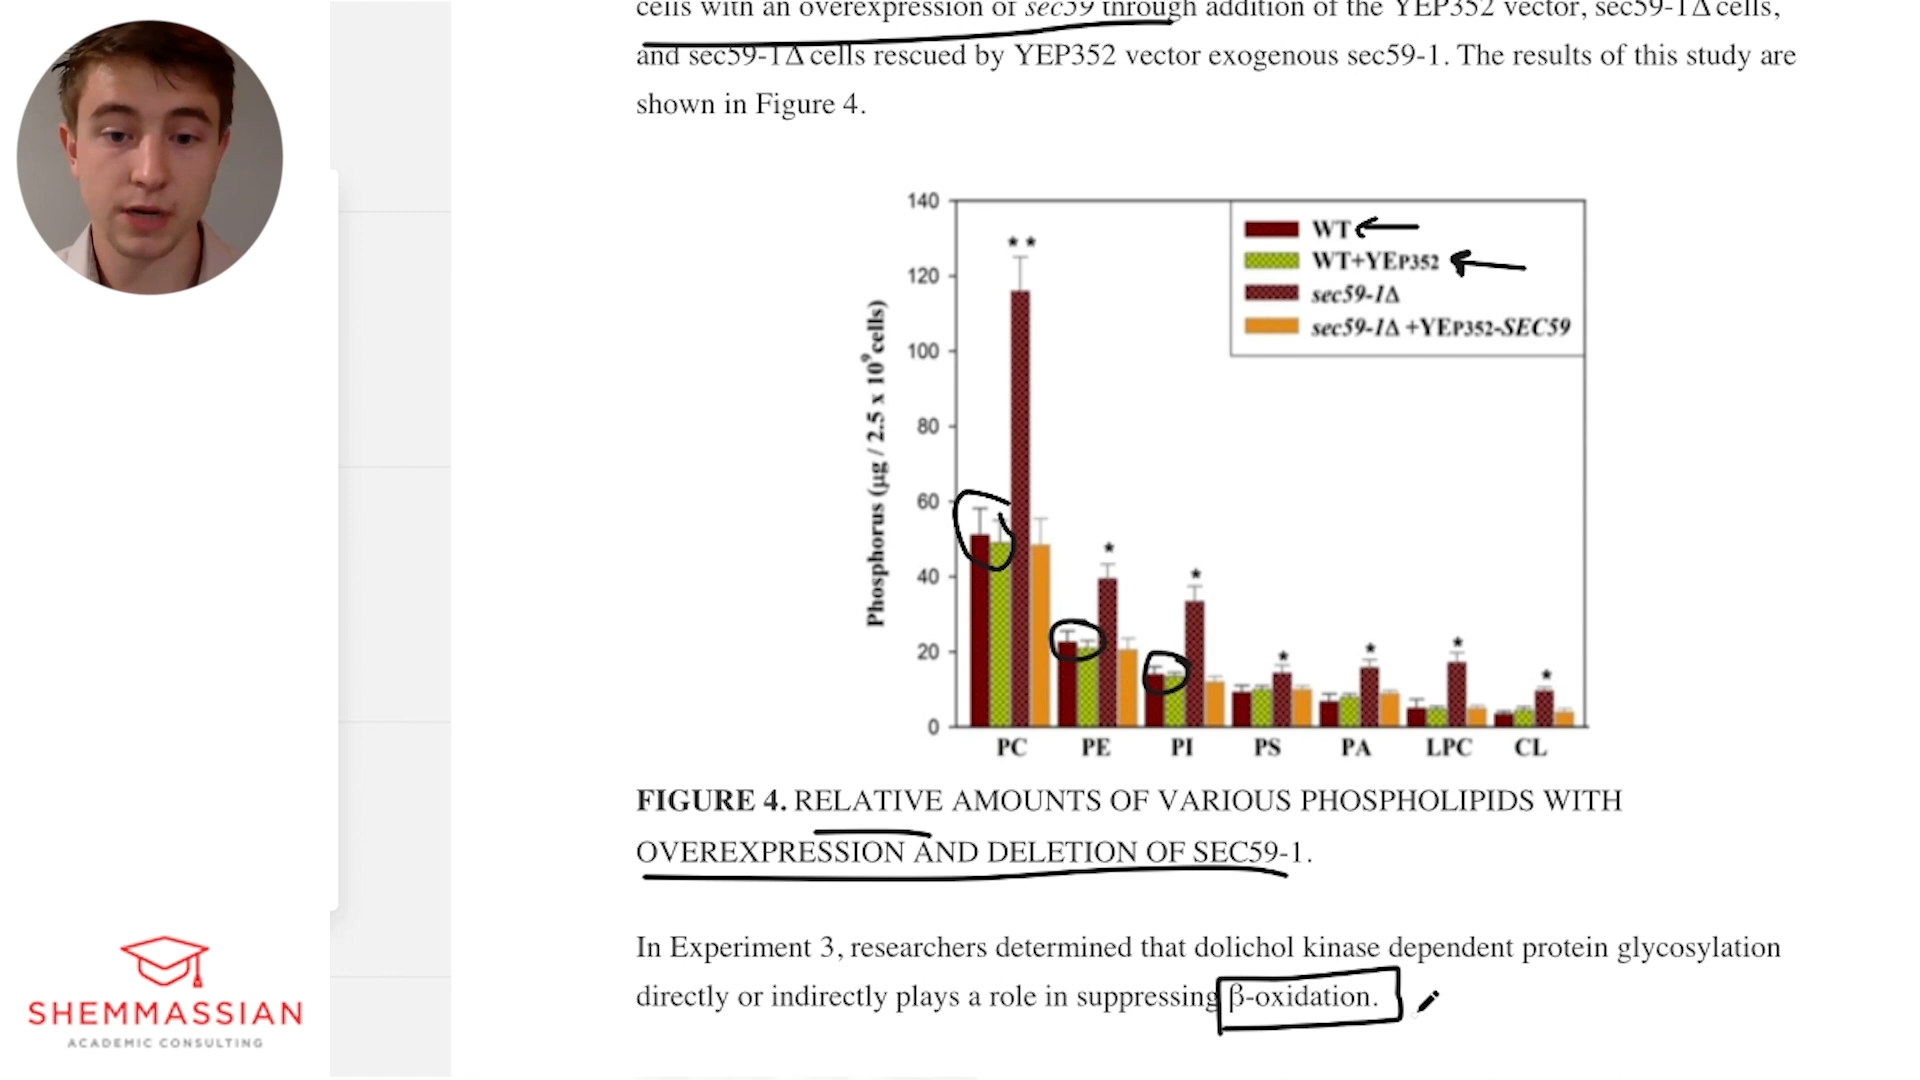 cells with an overexpression of sec59 through addition of the YEP352 vector, sec59-1Δ cells,
and sec59-1Δ cells rescued by YEP352 vector exogenous sec59-1. The results of this study are
shown in Figure 4.
140
120
100
80
60
40
20
0
Phosphorus (µg / 2.5 x 10⁹ cells)
WT
WT+YEP352
sec59-1Δ
sec59-1Δ +YEP352-SEC59
* *
*
*
*
*
*
*
PC PE PI PS PA LPC CL
FIGURE 4. RELATIVE AMOUNTS OF VARIOUS PHOSPHOLIPIDS WITH
OVEREXPRESSION AND DELETION OF SEC59-1.
In Experiment 3, researchers determined that dolichol kinase dependent protein glycosylation
directly or indirectly plays a role in suppressing β-oxidation.
SHEMMASSIAN
ACADEMIC CONSULTING